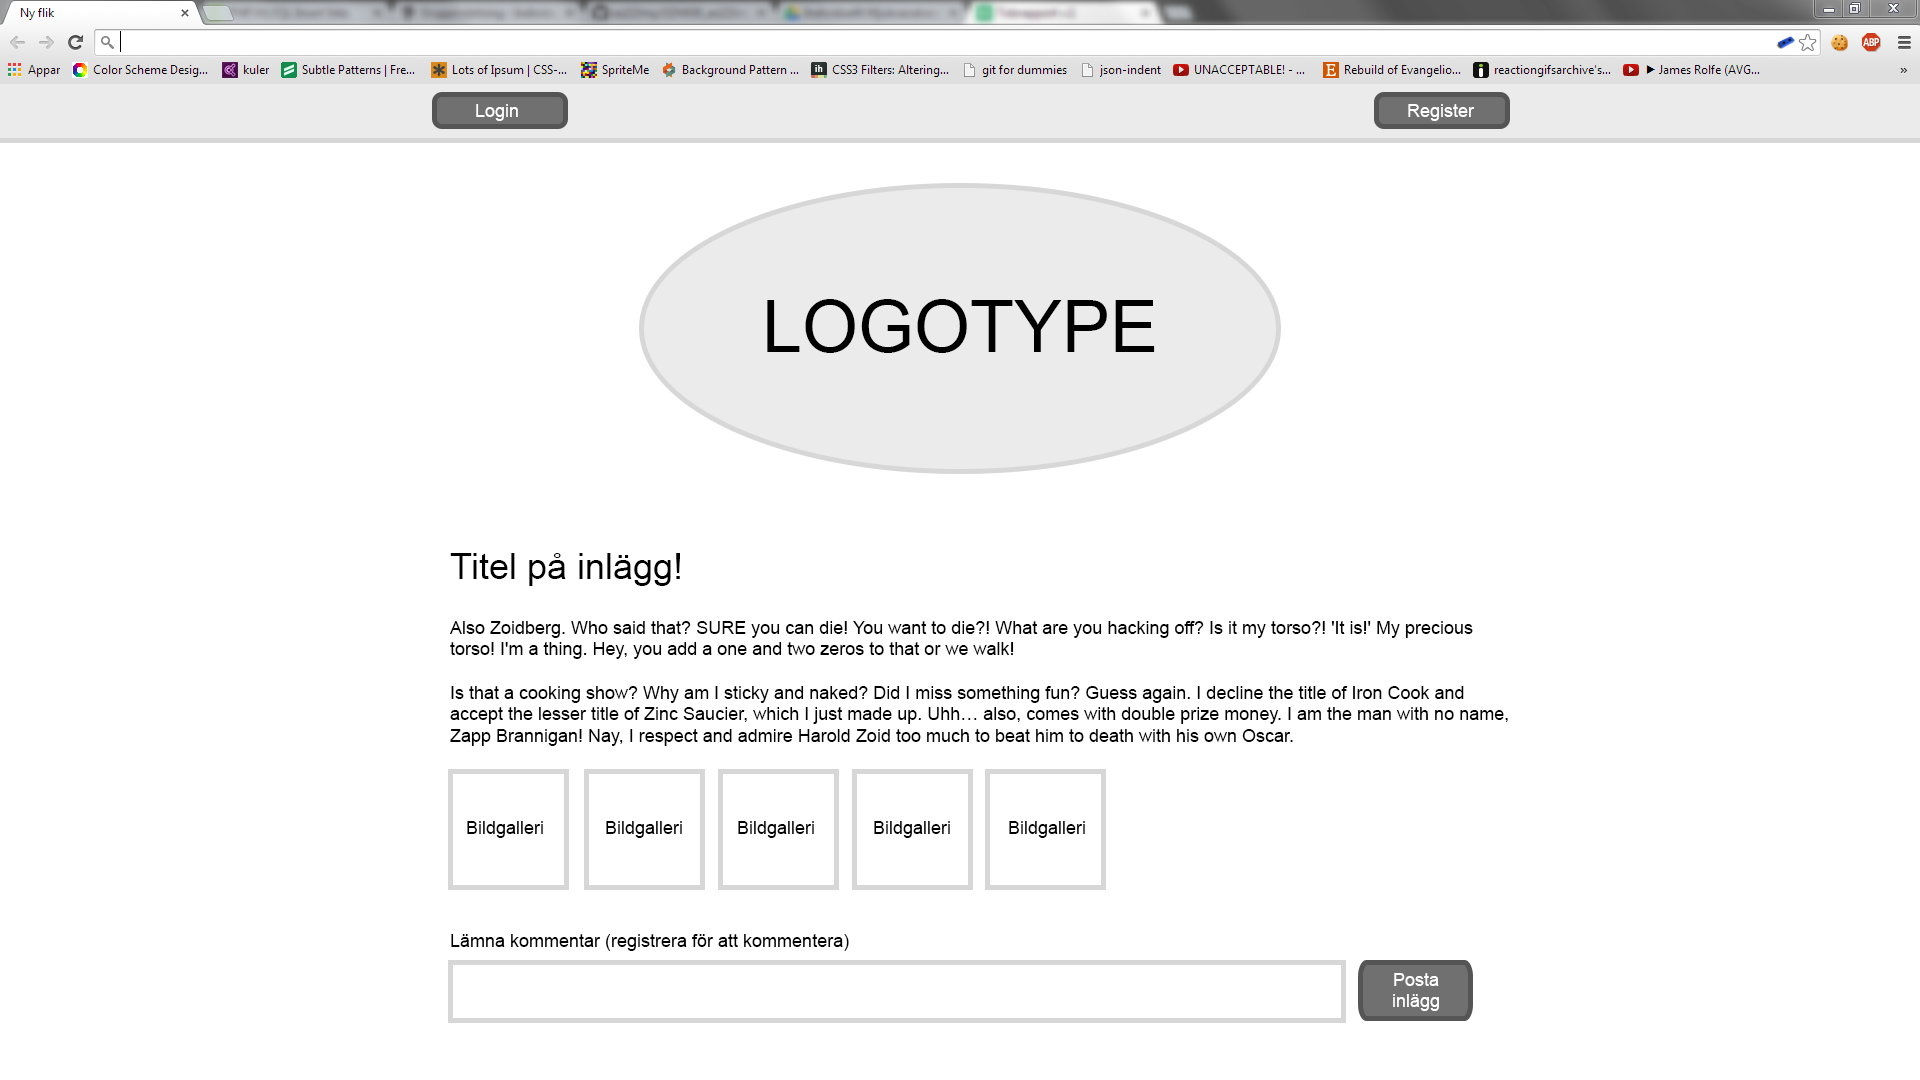 Ny flik
Appar Color Scheme Desig... kuler Subtle Patterns | Fre... Lots of Ipsum | CSS-... SpriteMe Background Pattern ... ih CSS3 Filters: Altering... git for dummies json-indent UNACCEPTABLE! - ... E Rebuild of Evangelio... reactiongifsarchive's... ▶ James Rolfe (AVG... »
ABP
Login Register
LOGOTYPE
Titel på inlägg!
Also Zoidberg. Who said that? SURE you can die! You want to die?! What are you hacking off? Is it my torso?! 'It is!' My precious
torso! I'm a thing. Hey, you add a one and two zeros to that or we walk!
Is that a cooking show? Why am I sticky and naked? Did I miss something fun? Guess again. I decline the title of Iron Cook and
accept the lesser title of Zinc Saucier, which I just made up. Uhh… also, comes with double prize money. I am the man with no name,
Zapp Brannigan! Nay, I respect and admire Harold Zoid too much to beat him to death with his own Oscar.
Bildgalleri Bildgalleri Bildgalleri Bildgalleri Bildgalleri
Lämna kommentar (registrera för att kommentera)
Posta
inlägg